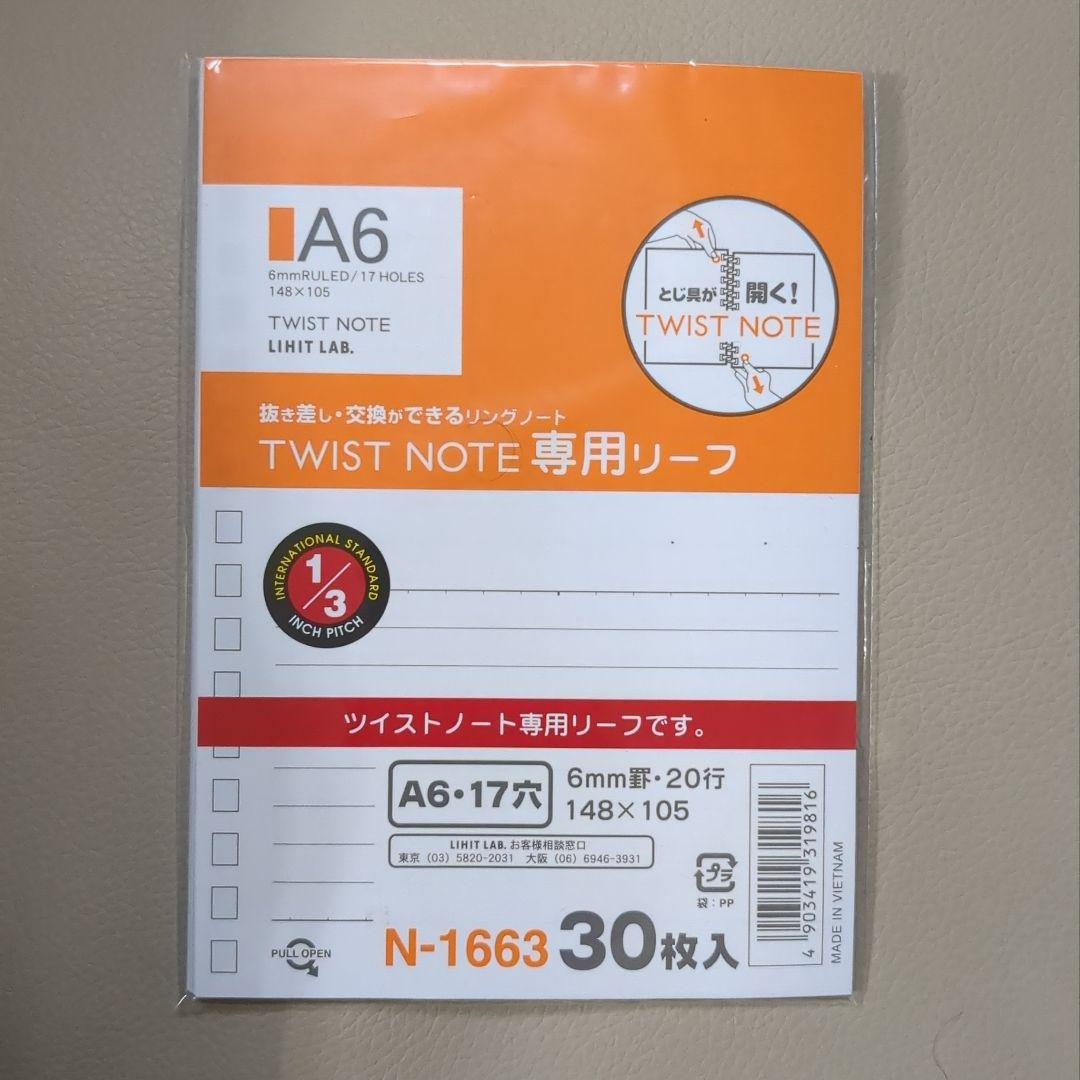 A6
6mmRULED/17 HOLES
148×105
TWIST NOTE
LIHIT LAB.
とじ具が 開く!
TWIST NOTE
抜き差し・交換ができるリングノート
TWIST NOTE 専用リーフ
INTERNATIONAL STANDARD
1/3
INCH PITCH
ツイストノート専用リーフです。
A6・17穴
6mm罫・20行
148×105
LIHIT LAB. お客様相談窓口
東京 (03) 5820-2031 大阪 (06) 6946-3931
プラ
袋:PP
4 903419 319816
MADE IN VIETNAM
PULL OPEN
N-1663 30枚入